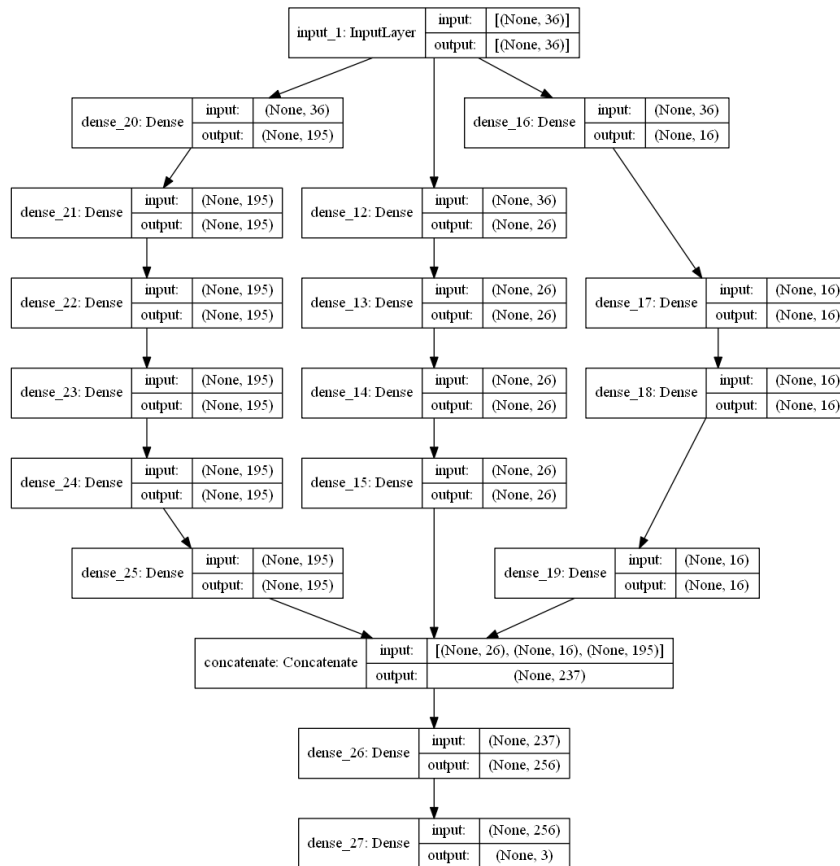 input_1: InputLayer
input: [(None, 36)]
output: [(None, 36)]
dense_20: Dense
input: (None, 36)
output: (None, 195)
dense_16: Dense
input: (None, 36)
output: (None, 16)
dense_21: Dense
input: (None, 195)
output: (None, 195)
dense_12: Dense
input: (None, 36)
output: (None, 26)
dense_22: Dense
input: (None, 195)
output: (None, 195)
dense_13: Dense
input: (None, 26)
output: (None, 26)
dense_17: Dense
input: (None, 16)
output: (None, 16)
dense_23: Dense
input: (None, 195)
output: (None, 195)
dense_14: Dense
input: (None, 26)
output: (None, 26)
dense_18: Dense
input: (None, 16)
output: (None, 16)
dense_24: Dense
input: (None, 195)
output: (None, 195)
dense_15: Dense
input: (None, 26)
output: (None, 26)
dense_25: Dense
input: (None, 195)
output: (None, 195)
dense_19: Dense
input: (None, 16)
output: (None, 16)
concatenate: Concatenate
input: [(None, 26), (None, 16), (None, 195)]
output: (None, 237)
dense_26: Dense
input: (None, 237)
output: (None, 256)
dense_27: Dense
input: (None, 256)
output: (None, 3)